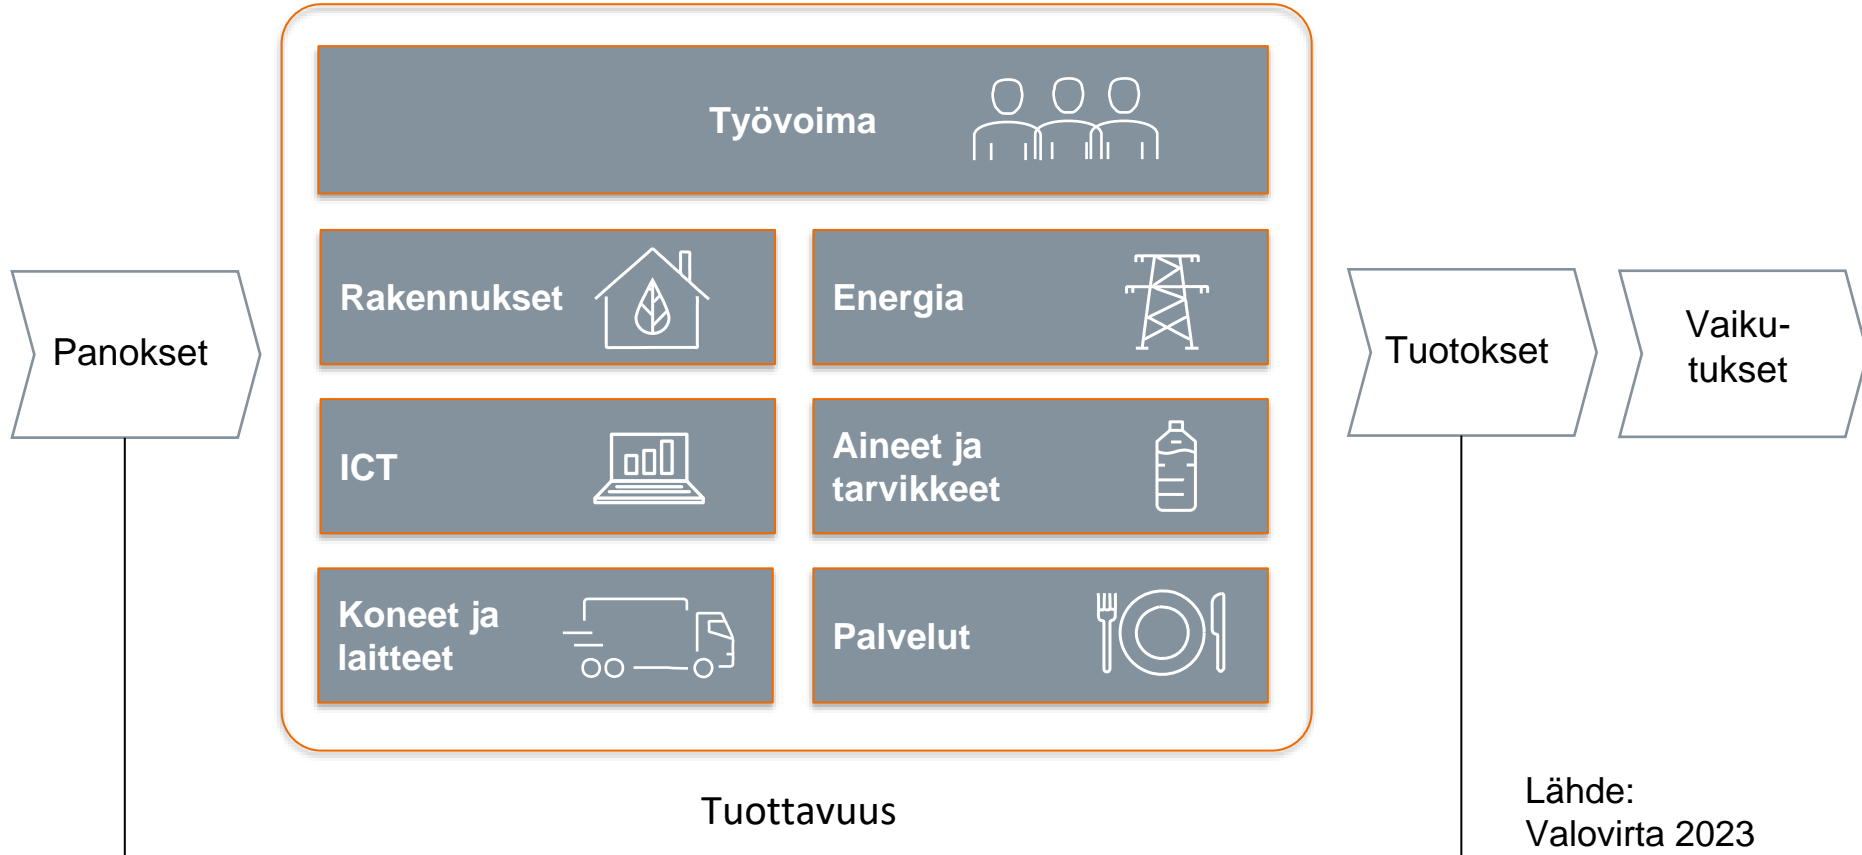 Työvoima
Rakennukset
Energia
Panokset
Tuotokset
Vaiku-
tukset
ICT
Aineet ja
tarvikkeet
Koneet ja
laitteet
Palvelut
Tuottavuus
Lähde:
Valovirta 2023